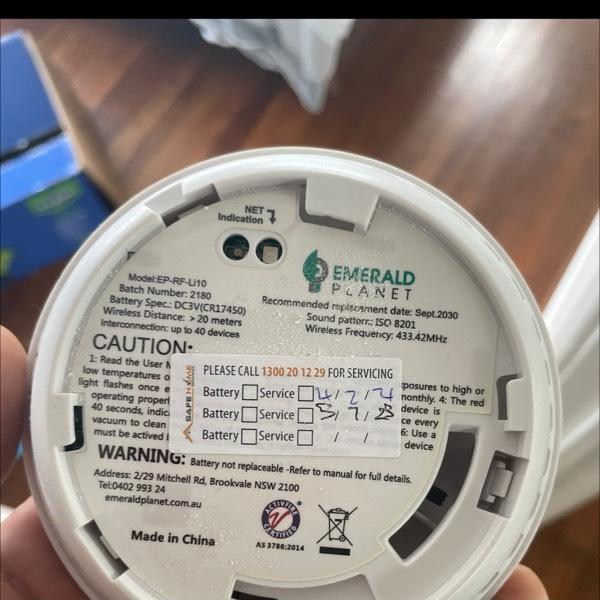 NET
Indication
EMERALD
PLANET
Model:EP-RF-Li10
Batch Number: 2180
Battery Spec.: DC3V(CR17450)
Wireless Distance: > 20 meters
Interconnection: up to 40 devices
Recommended replacement date: Sept.2030
Sound pattern: ISO 8201
Wireless Frequency: 433.42MHz
CAUTION:
1: Read the User
low temperatures o
light flashes once e
operating properl
40 seconds, indic
vacuum to clean
must be actived
posures to high or
monthly. 4: The red
device is
ce every
6: Use a
device
SAFE HOME
PLEASE CALL 1300 20 12 29 FOR SERVICING
Battery Service 4/2/
Battery Service /7/23
Battery Service / /
WARNING: Battery not replaceable -Refer to manual for full details.
Address: 2/29 Mitchell Rd, Brookvale NSW 2100
Tel:0402 993 24
emeraldplanet.com.au
Made in China
ACTIVFIRE
CERTIFIED
AS 3786:2014